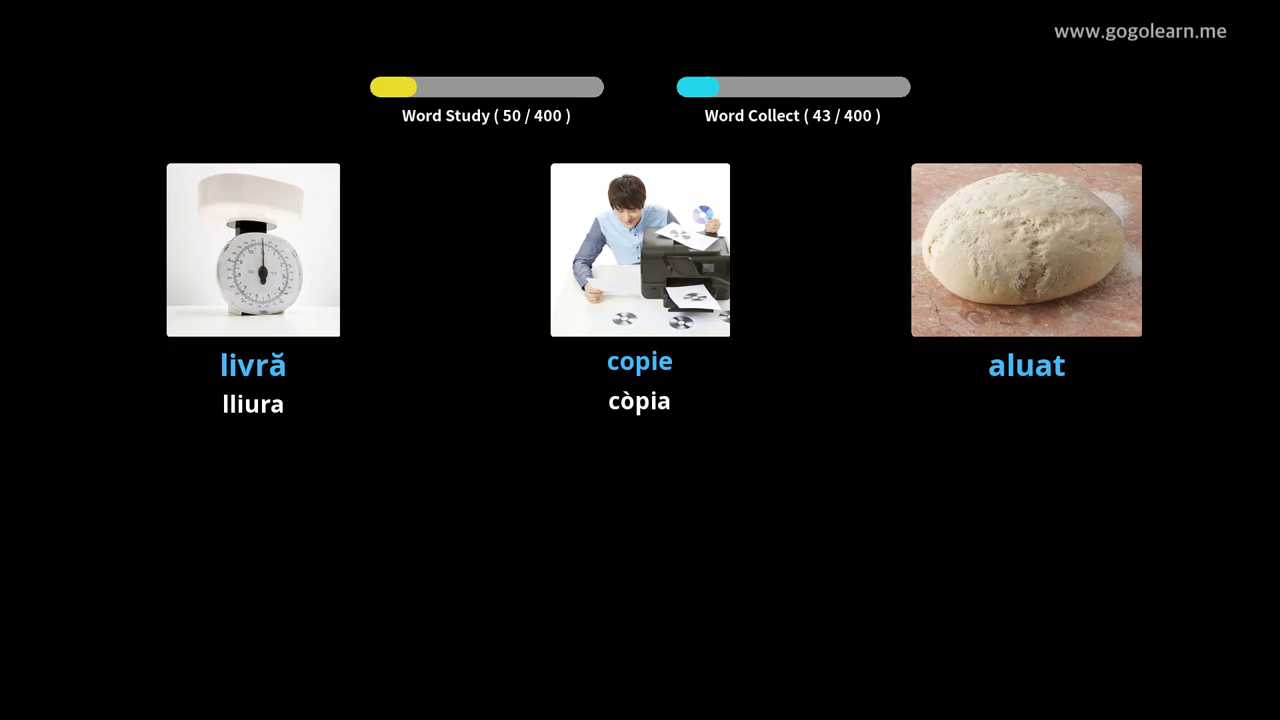 www.gogolearn.me
Word Study ( 50 / 400 )
Word Collect ( 43 / 400 )
livră
lliura
copie
còpia
aluat